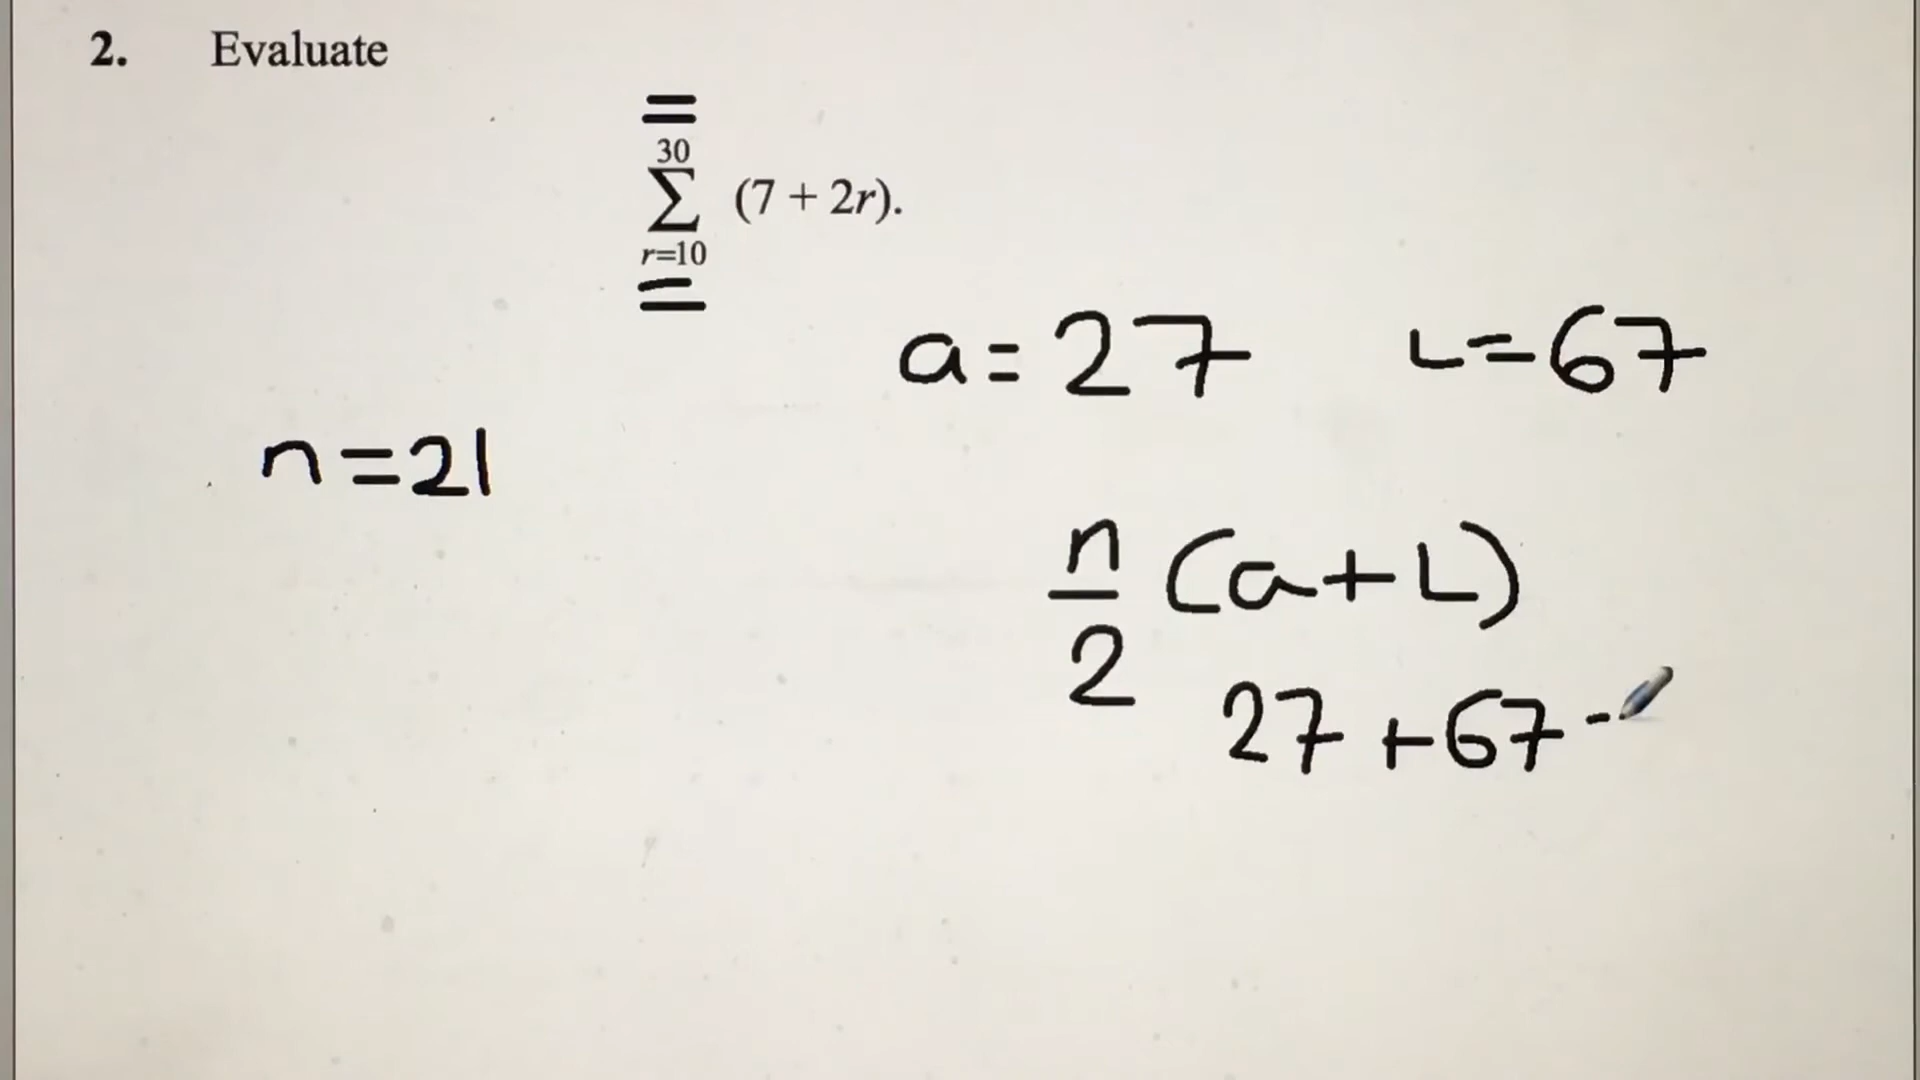 2. Evaluate
30
∑ (7 + 2r).
r=10
a=27 L=67
n=21
n/2 (a+L)
27+67-